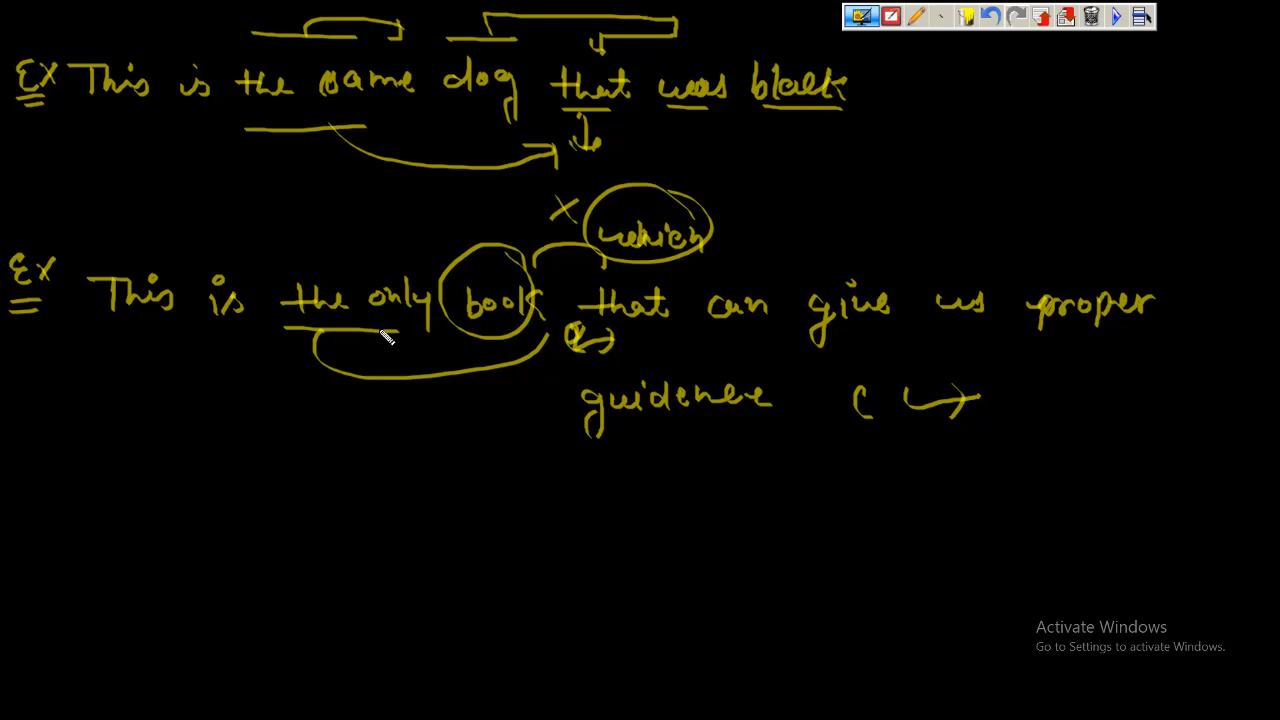 Ex This is the same dog that was black
x which
Ex This is the only book that can give us proper
guidence (
Activate Windows
Go to Settings to activate Windows.